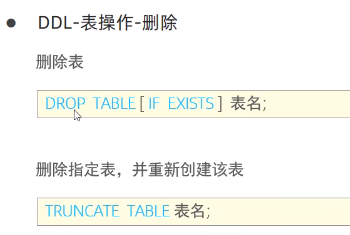 DDL-表操作-删除
删除表
DROP TABLE [ IF EXISTS ] 表名;
删除指定表，并重新创建该表
TRUNCATE TABLE 表名;